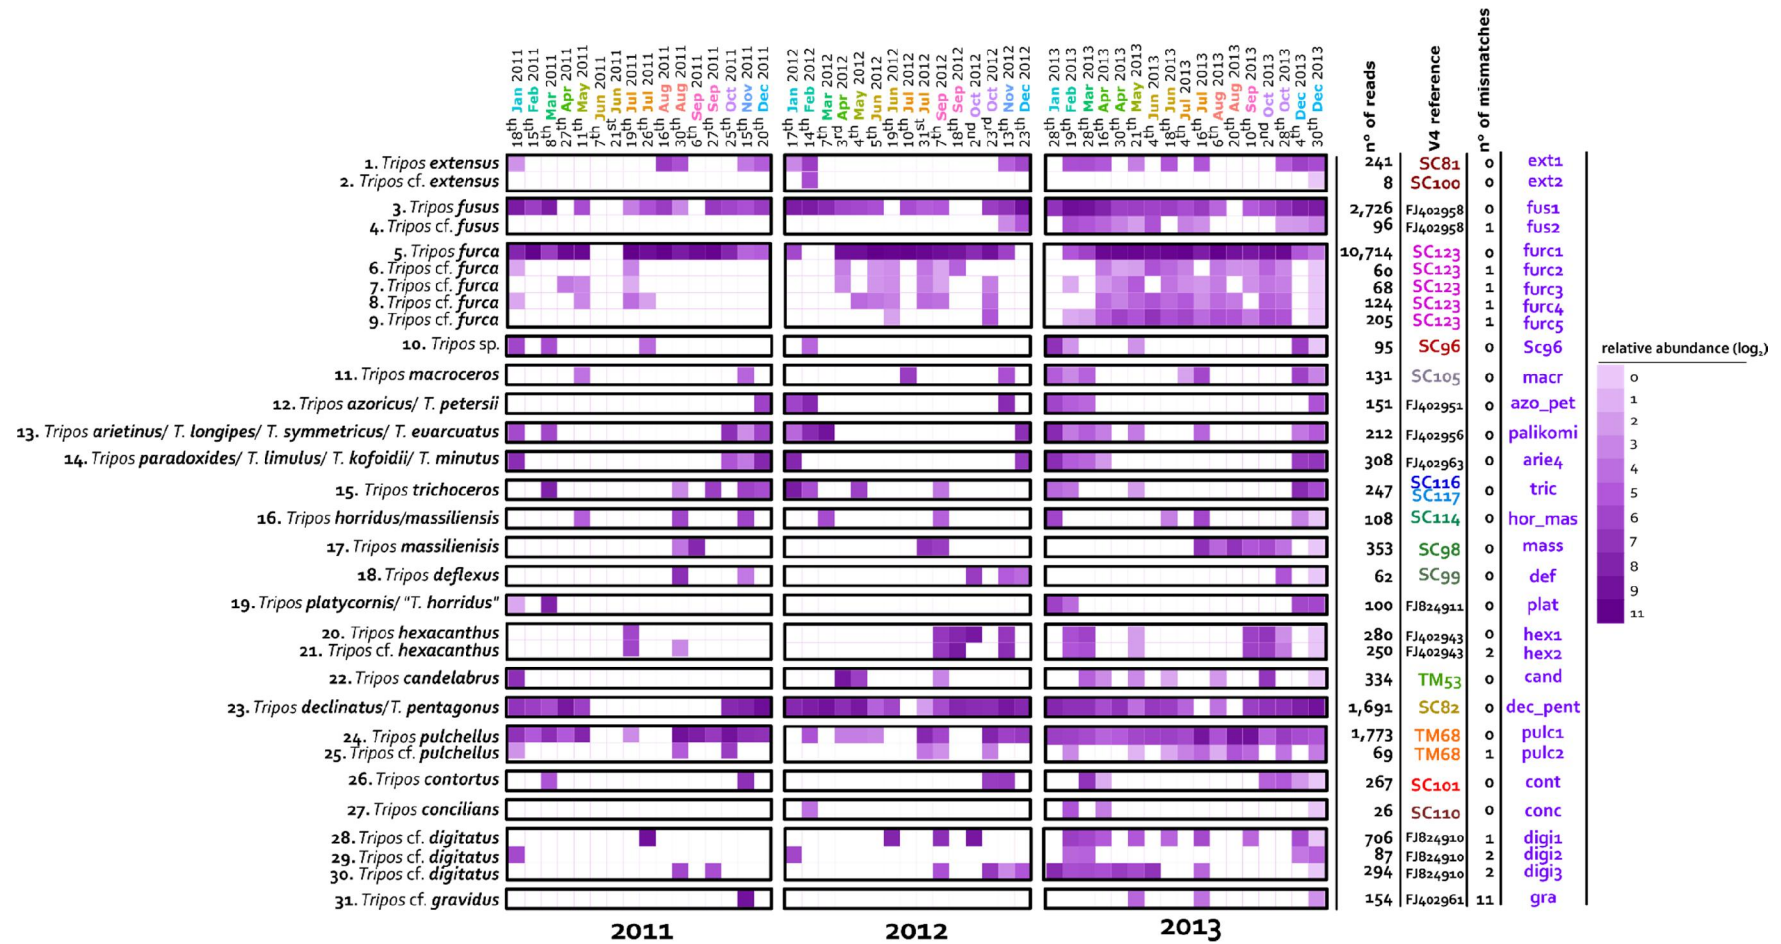 18th Jan 2011
15th Feb 2011
8th Mar 2011
27th Apr 2011
11th May 2011
7th Jun 2011
21st Jun 2011
19th Jul 2011
26th Jul 2011
16th Aug 2011
30th Aug 2011
6th Sep 2011
27th Sep 2011
25th Oct 2011
15th Nov 2011
20th Dec 2011
17th Jan 2012
14th Feb 2012
7th Mar 2012
3rd Apr 2012
4th May 2012
5th Jun 2012
19th Jun 2012
10th Jul 2012
31st Jul 2012
7th Sep 2012
18th Sep 2012
2nd Oct 2012
23rd Oct 2012
13th Nov 2012
23th Dec 2012
28th Jan 2013
19th Feb 2013
28th Mar 2013
16th Apr 2013
30th Apr 2013
21th May 2013
4th Jun 2013
18th Jun 2013
4th Jul 2013
16th Jul 2013
6th Aug 2013
20th Aug 2013
10th Sep 2013
2nd Oct 2013
28th Oct 2013
4th Dec 2013
30th Dec 2013
n° of reads
V4 reference
n° of mismatches
1. Tripos extensus 241 SC81 0 ext1
2. Tripos cf. extensus 8 SC100 0 ext2
3. Tripos fusus 2,726 FJ402958 0 fus1
4. Tripos cf. fusus 96 FJ402958 1 fus2
5. Tripos furca 10,714 SC123 0 furc1
6. Tripos cf. furca 60 SC123 1 furc2
7. Tripos cf. furca 68 SC123 1 furc3
8. Tripos cf. furca 124 SC123 1 furc4
9. Tripos cf. furca 205 SC123 1 furc5
10. Tripos sp. 95 SC96 0 Sc96
11. Tripos macroceros 131 SC105 0 macr
12. Tripos azoricus/ T. petersii 151 FJ402951 0 azo_pet
13. Tripos arietinus/ T. longipes/ T. symmetricus/ T. euarcuatus 212 FJ402956 0 palikomi
14. Tripos paradoxides/ T. limulus/ T. kofoidii/ T. minutus 308 FJ402963 0 arie4
15. Tripos trichoceros 247 SC116 SC117 0 tric
16. Tripos horridus/massiliensis 108 SC114 0 hor_mas
17. Tripos massilienisis 353 SC98 0 mass
18. Tripos deflexus 62 SC99 0 def
19. Tripos platycornis/ "T. horridus" 100 FJ824911 0 plat
20. Tripos hexacanthus 280 FJ402943 0 hex1
21. Tripos cf. hexacanthus 250 FJ402943 2 hex2
22. Tripos candelabrus 334 TM53 0 cand
23. Tripos declinatus/T. pentagonus 1,691 SC82 0 dec_pent
24. Tripos pulchellus 1,773 TM68 0 pulc1
25. Tripos cf. pulchellus 69 TM68 1 pulc2
26. Tripos contortus 267 SC101 0 cont
27. Tripos concilians 26 SC110 0 conc
28. Tripos cf. digitatus 706 FJ824910 1 digi1
29. Tripos cf. digitatus 87 FJ824910 2 digi2
30. Tripos cf. digitatus 294 FJ824910 2 digi3
31. Tripos cf. gravidus 154 FJ402961 11 gra
2011
2012
2013
relative abundance (log₂)
0
1
2
3
4
5
6
7
8
9
11